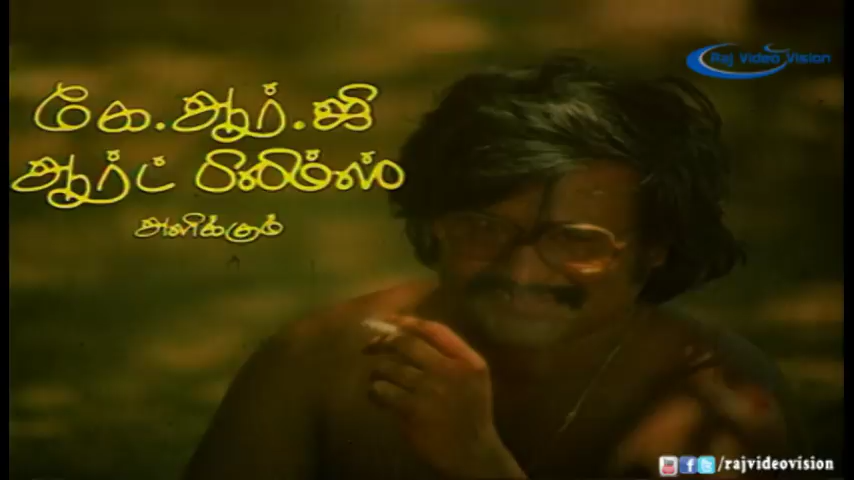 கே.ஆர்.ஜி
ஆர்ட் பிலிம்ஸ்
அளிக்கும்
Raj Video Vision
/rajvideovision